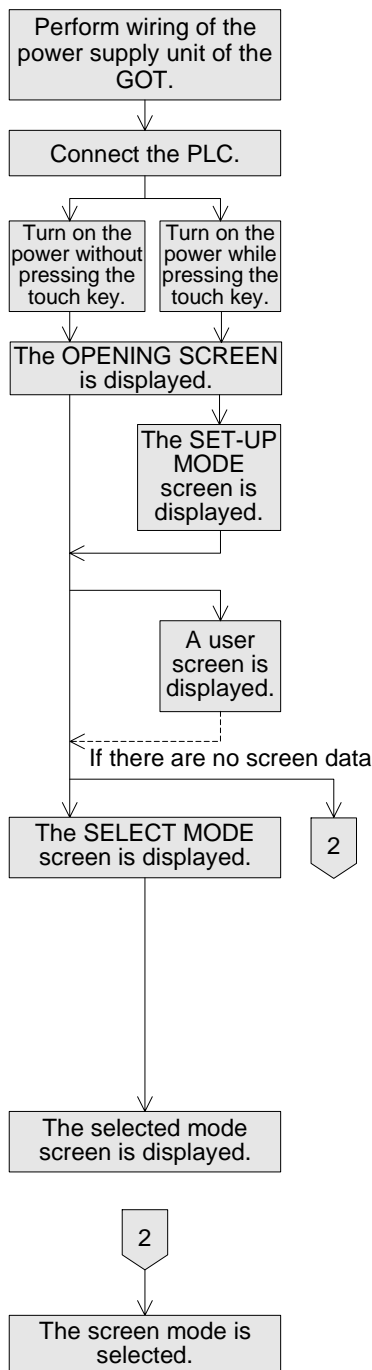 Perform wiring of the
power supply unit of the
GOT.
Connect the PLC.
Turn on the
power without
pressing the
touch key.
Turn on the
power while
pressing the
touch key.
The OPENING SCREEN
is displayed.
The SET-UP
MODE
screen is
displayed.
A user
screen is
displayed.
If there are no screen data
The SELECT MODE
screen is displayed.
2
The selected mode
screen is displayed.
2
The screen mode is
selected.